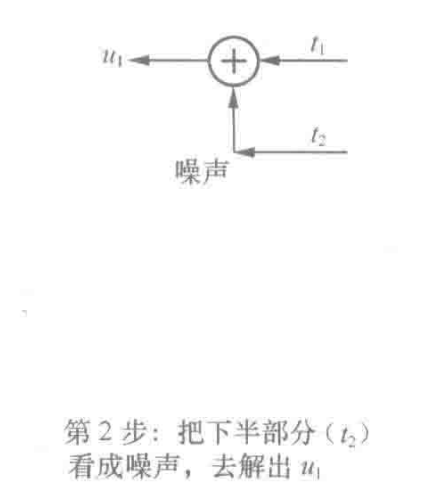 u₁ + t₁
t₂
噪声
第2步：把下半部分（t₂）
看成噪声，去解出 u₁